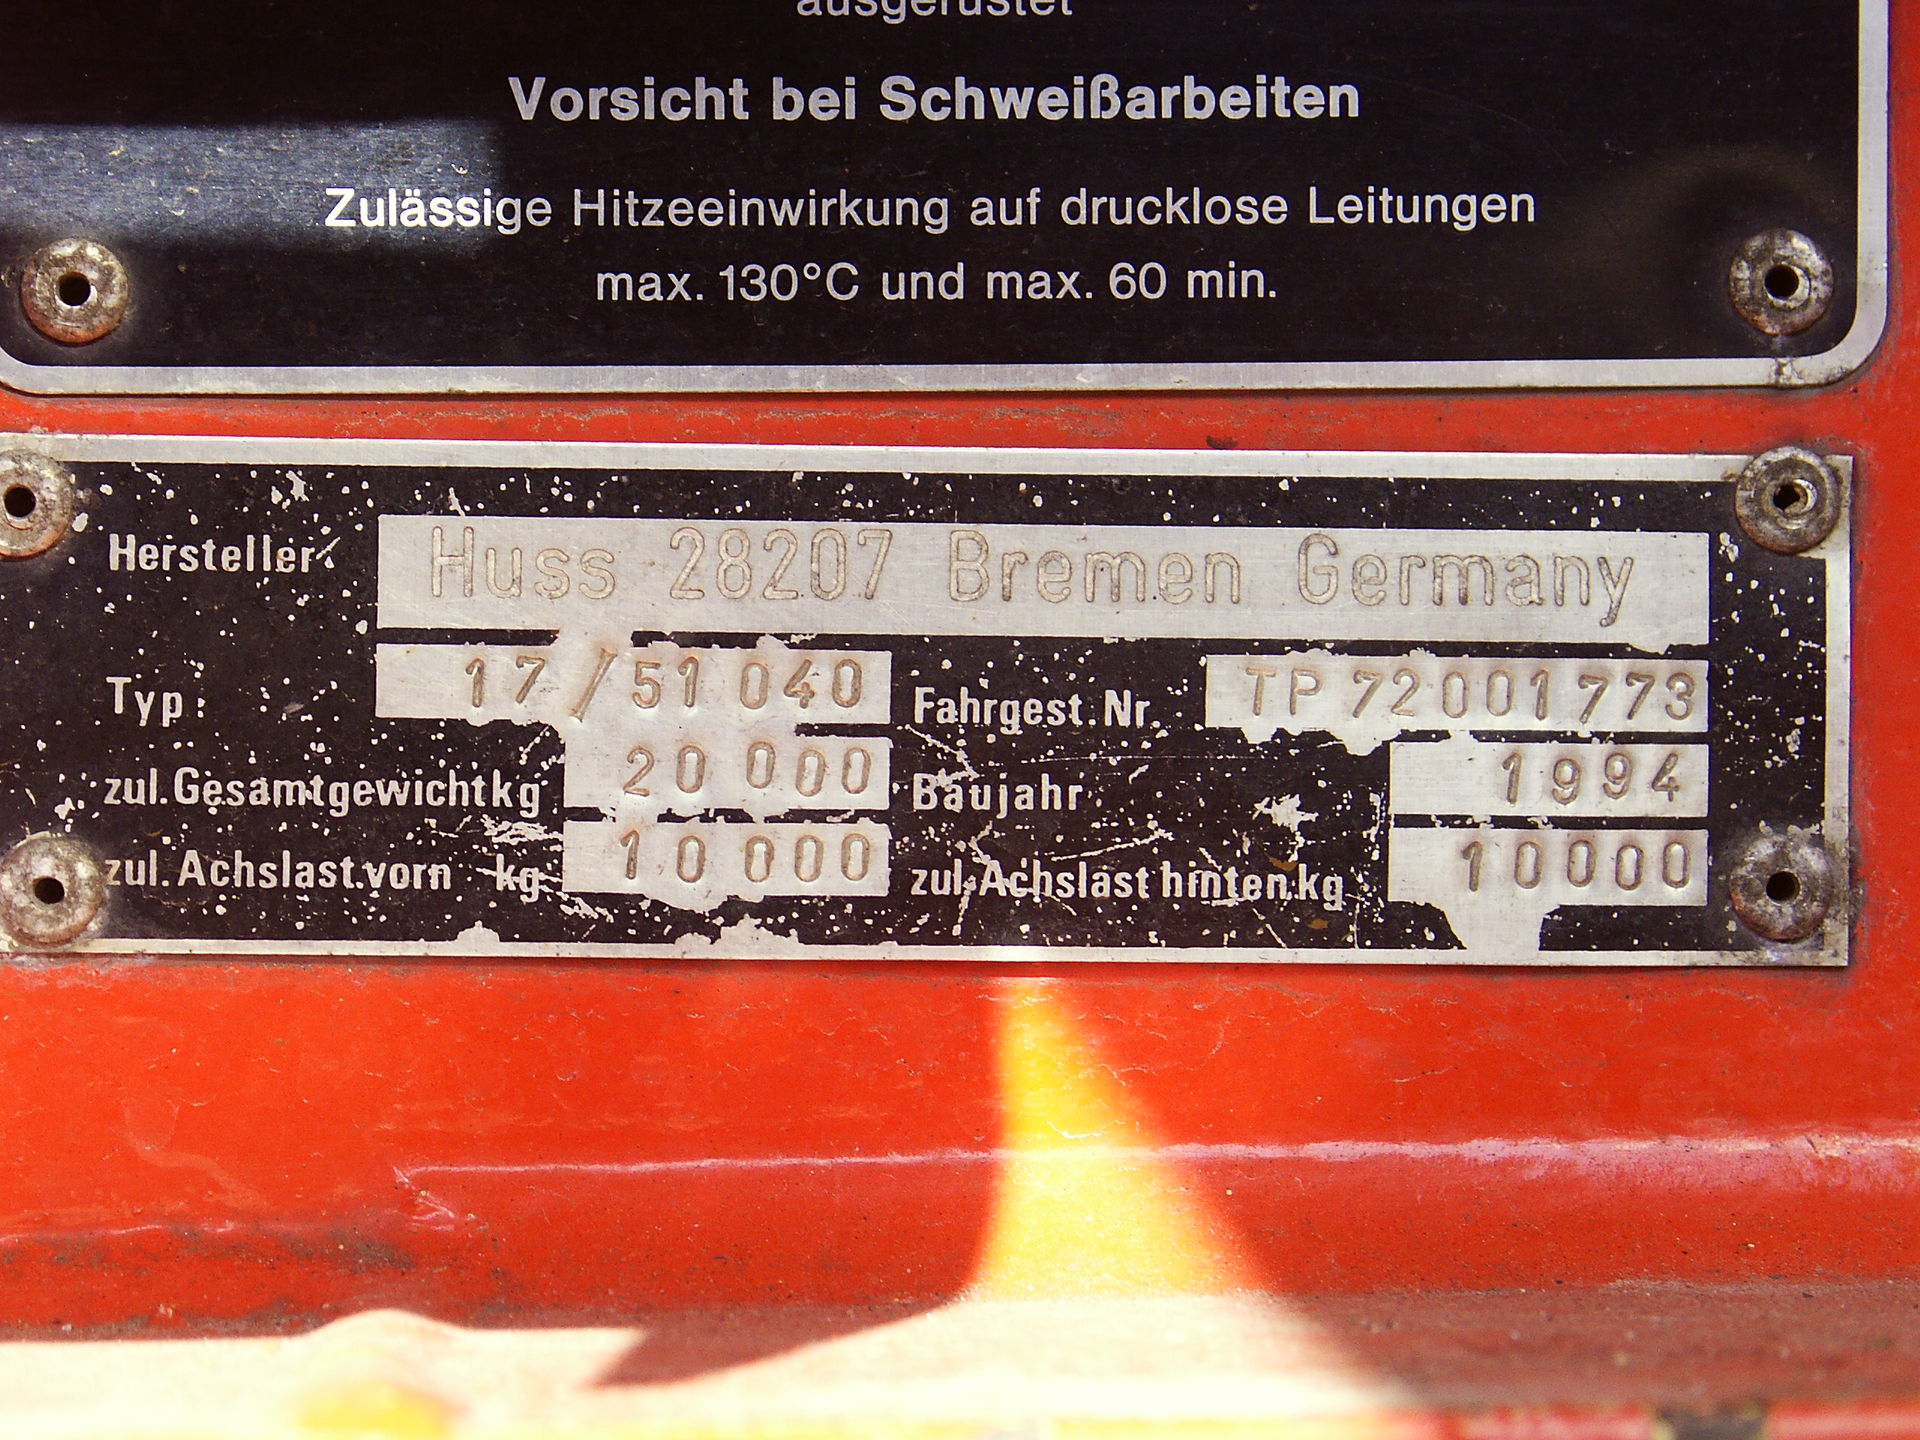 ausgerüstet
Vorsicht bei Schweißarbeiten
Zulässige Hitzeeinwirkung auf drucklose Leitungen
max. 130°C und max. 60 min.
Hersteller: Huss 28207 Bremen Germany
Typ: 17/51 040 Fahrgest. Nr. TP 72001773
zul. Gesamtgewicht kg 20 000 Baujahr 1994
zul. Achslast vorn kg 10 000 zul. Achslast hinten kg 10000